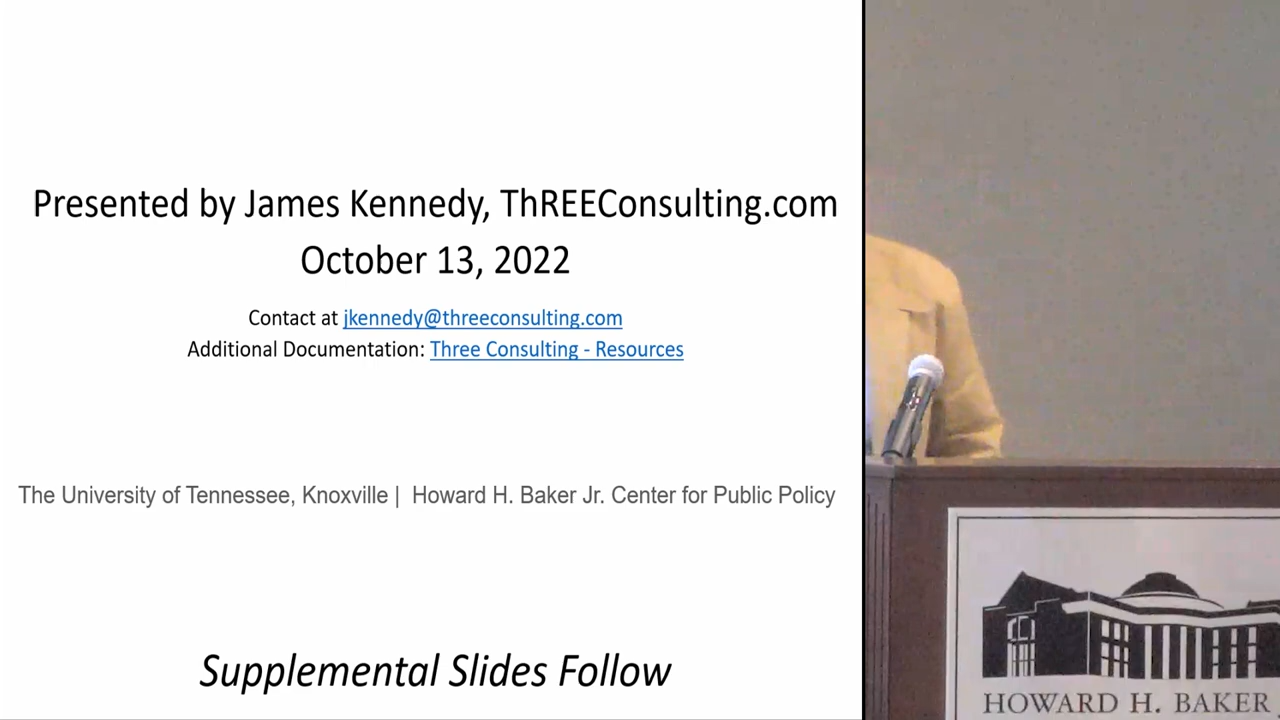 Presented by James Kennedy, ThREEConsulting.com
October 13, 2022
Contact at jkennedy@threeconsulting.com
Additional Documentation: Three Consulting - Resources
The University of Tennessee, Knoxville | Howard H. Baker Jr. Center for Public Policy
Supplemental Slides Follow
HOWARD H. BAKER